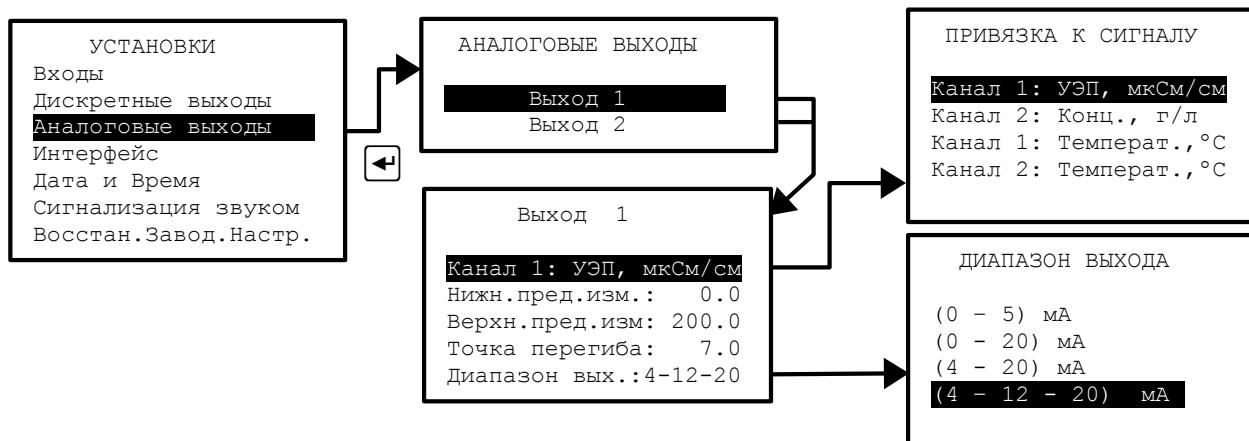 УСТАНОВКИ
Входы
Дискретные выходы
Аналоговые выходы
Интерфейс
Дата и Время
Сигнализация звуком
Восстан.Завод.Настр.
АНАЛОГОВЫЕ ВЫХОДЫ
Выход 1
Выход 2
Выход 1
Канал 1: УЭП, мкСм/см
Нижн.пред.изм.: 0.0
Верхн.пред.изм: 200.0
Точка перегиба: 7.0
Диапазон вых.:4-12-20
ПРИВЯЗКА К СИГНАЛУ
Канал 1: УЭП, мкСм/см
Канал 2: Конц., г/л
Канал 1: Температ.,°С
Канал 2: Температ.,°С
ДИАПАЗОН ВЫХОДА
(0 – 5) мА
(0 - 20) мА
(4 - 20) мА
(4 – 12 - 20) мА